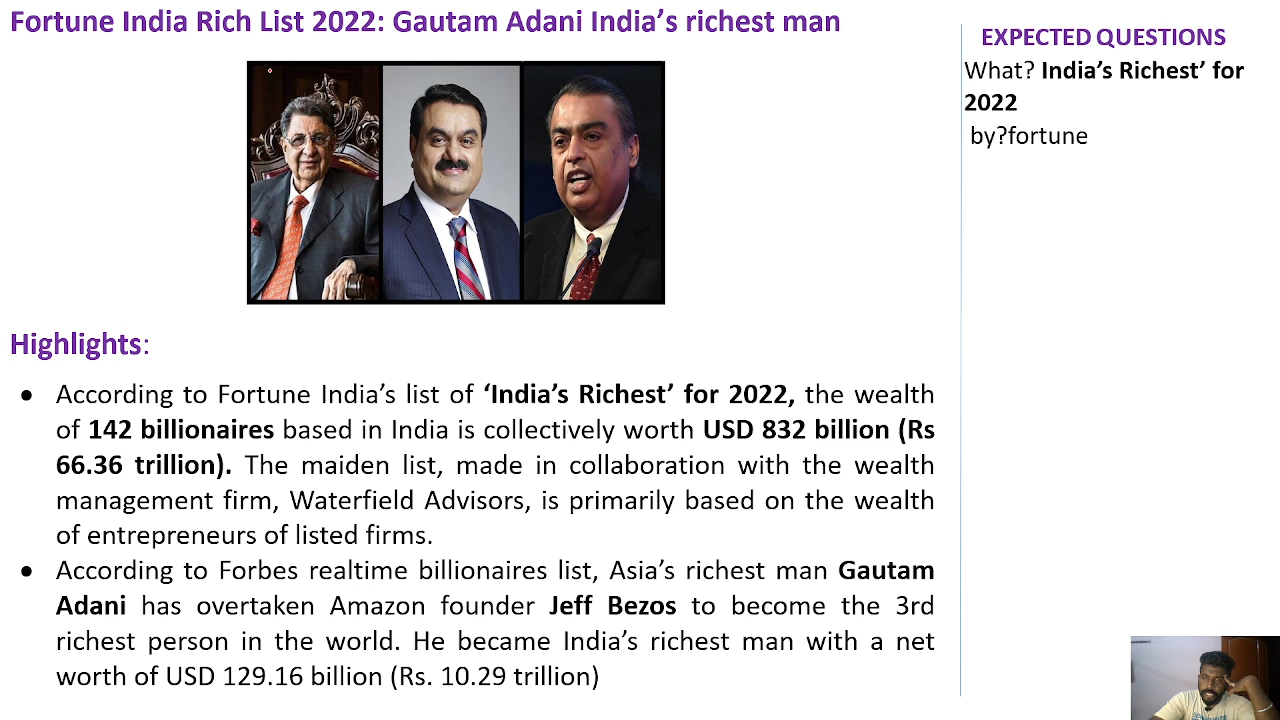 Fortune India Rich List 2022: Gautam Adani India’s richest man
EXPECTED QUESTIONS
What? India’s Richest’ for
2022
by?fortune
Highlights:
• According to Fortune India’s list of ‘India’s Richest’ for 2022, the wealth
of 142 billionaires based in India is collectively worth USD 832 billion (Rs
66.36 trillion). The maiden list, made in collaboration with the wealth
management firm, Waterfield Advisors, is primarily based on the wealth
of entrepreneurs of listed firms.
• According to Forbes realtime billionaires list, Asia’s richest man Gautam
Adani has overtaken Amazon founder Jeff Bezos to become the 3rd
richest person in the world. He became India’s richest man with a net
worth of USD 129.16 billion (Rs. 10.29 trillion)